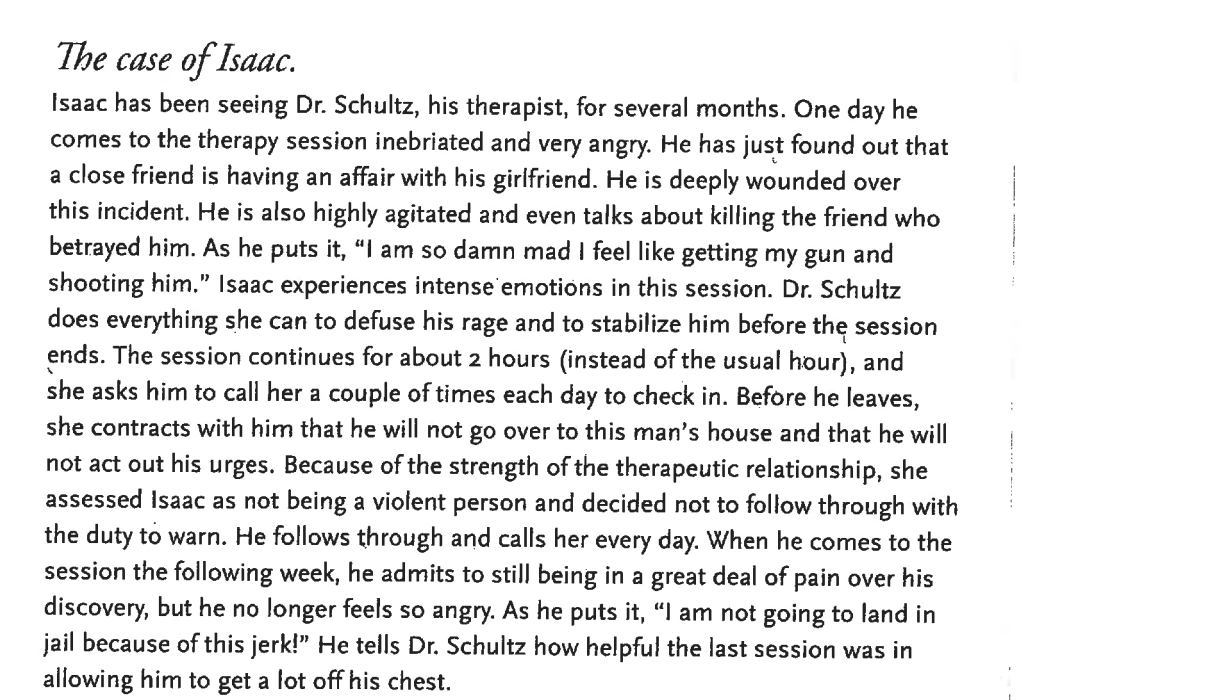 The case of Isaac.
Isaac has been seeing Dr. Schultz, his therapist, for several months. One day he
comes to the therapy session inebriated and very angry. He has just found out that
a close friend is having an affair with his girlfriend. He is deeply wounded over
this incident. He is also highly agitated and even talks about killing the friend who
betrayed him. As he puts it, “I am so damn mad I feel like getting my gun and
shooting him.” Isaac experiences intense emotions in this session. Dr. Schultz
does everything she can to defuse his rage and to stabilize him before the session
ends. The session continues for about 2 hours (instead of the usual hour), and
she asks him to call her a couple of times each day to check in. Before he leaves,
she contracts with him that he will not go over to this man’s house and that he will
not act out his urges. Because of the strength of the therapeutic relationship, she
assessed Isaac as not being a violent person and decided not to follow through with
the duty to warn. He follows through and calls her every day. When he comes to the
session the following week, he admits to still being in a great deal of pain over his
discovery, but he no longer feels so angry. As he puts it, “I am not going to land in
jail because of this jerk!” He tells Dr. Schultz how helpful the last session was in
allowing him to get a lot off his chest.